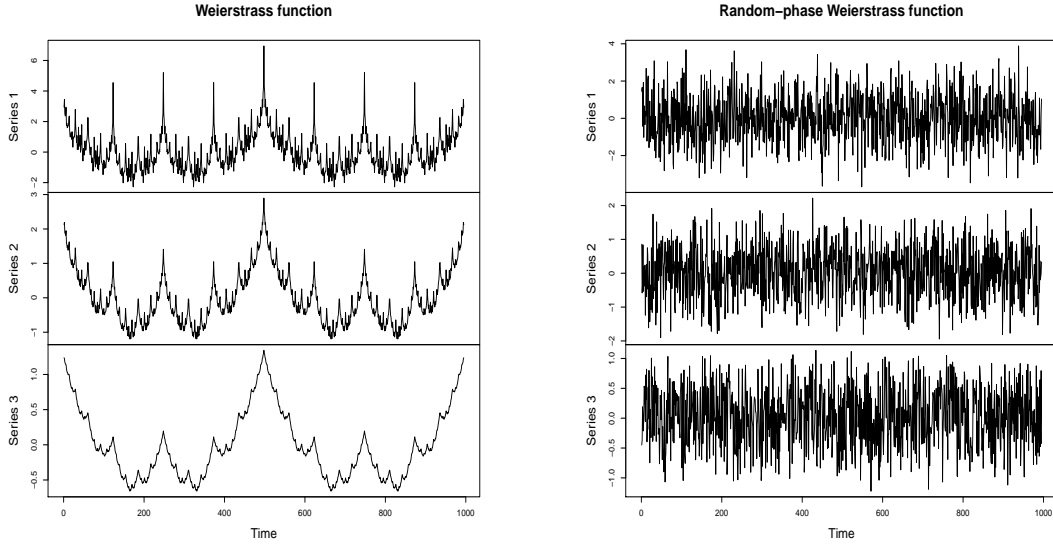 Weierstrass function
Series 1
−2 0 2 4 6
Series 2
−1 0 1 2 3
Series 3
−0.5 0.0 0.5 1.0
0 200 400 600 800 1000
Time
Random−phase Weierstrass function
Series 1
−2 0 2 4
Series 2
−2 −1 0 1 2
Series 3
−1.0 −0.5 0.0 0.5 1.0
0 200 400 600 800 1000
Time